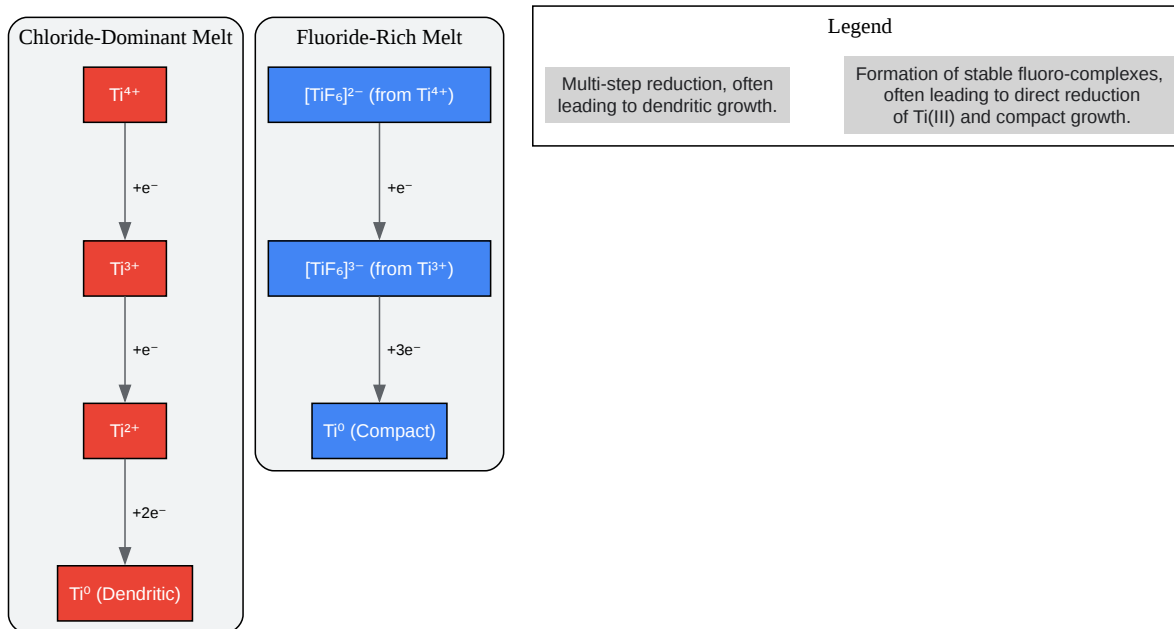 Chloride-Dominant Melt
Ti⁴⁺
+e⁻
Ti³⁺
+e⁻
Ti²⁺
+2e⁻
Ti⁰ (Dendritic)
Fluoride-Rich Melt
[TiF₆]²⁻ (from Ti⁴⁺)
+e⁻
[TiF₆]³⁻ (from Ti³⁺)
+3e⁻
Ti⁰ (Compact)
Legend
Multi-step reduction, often
leading to dendritic growth.
Formation of stable fluoro-complexes,
often leading to direct reduction
of Ti(III) and compact growth.